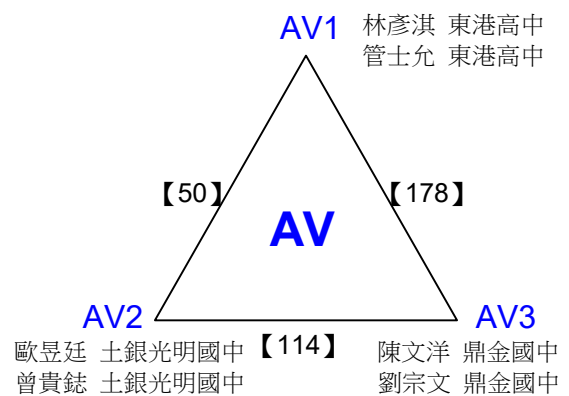 AV1 林彥淇 東港高中
管士允 東港高中
【50】 【178】
AV
AV2 AV3
歐昱廷 土銀光明國中 【114】 陳文洋 鼎金國中
曾貴鋕 土銀光明國中 劉宗文 鼎金國中